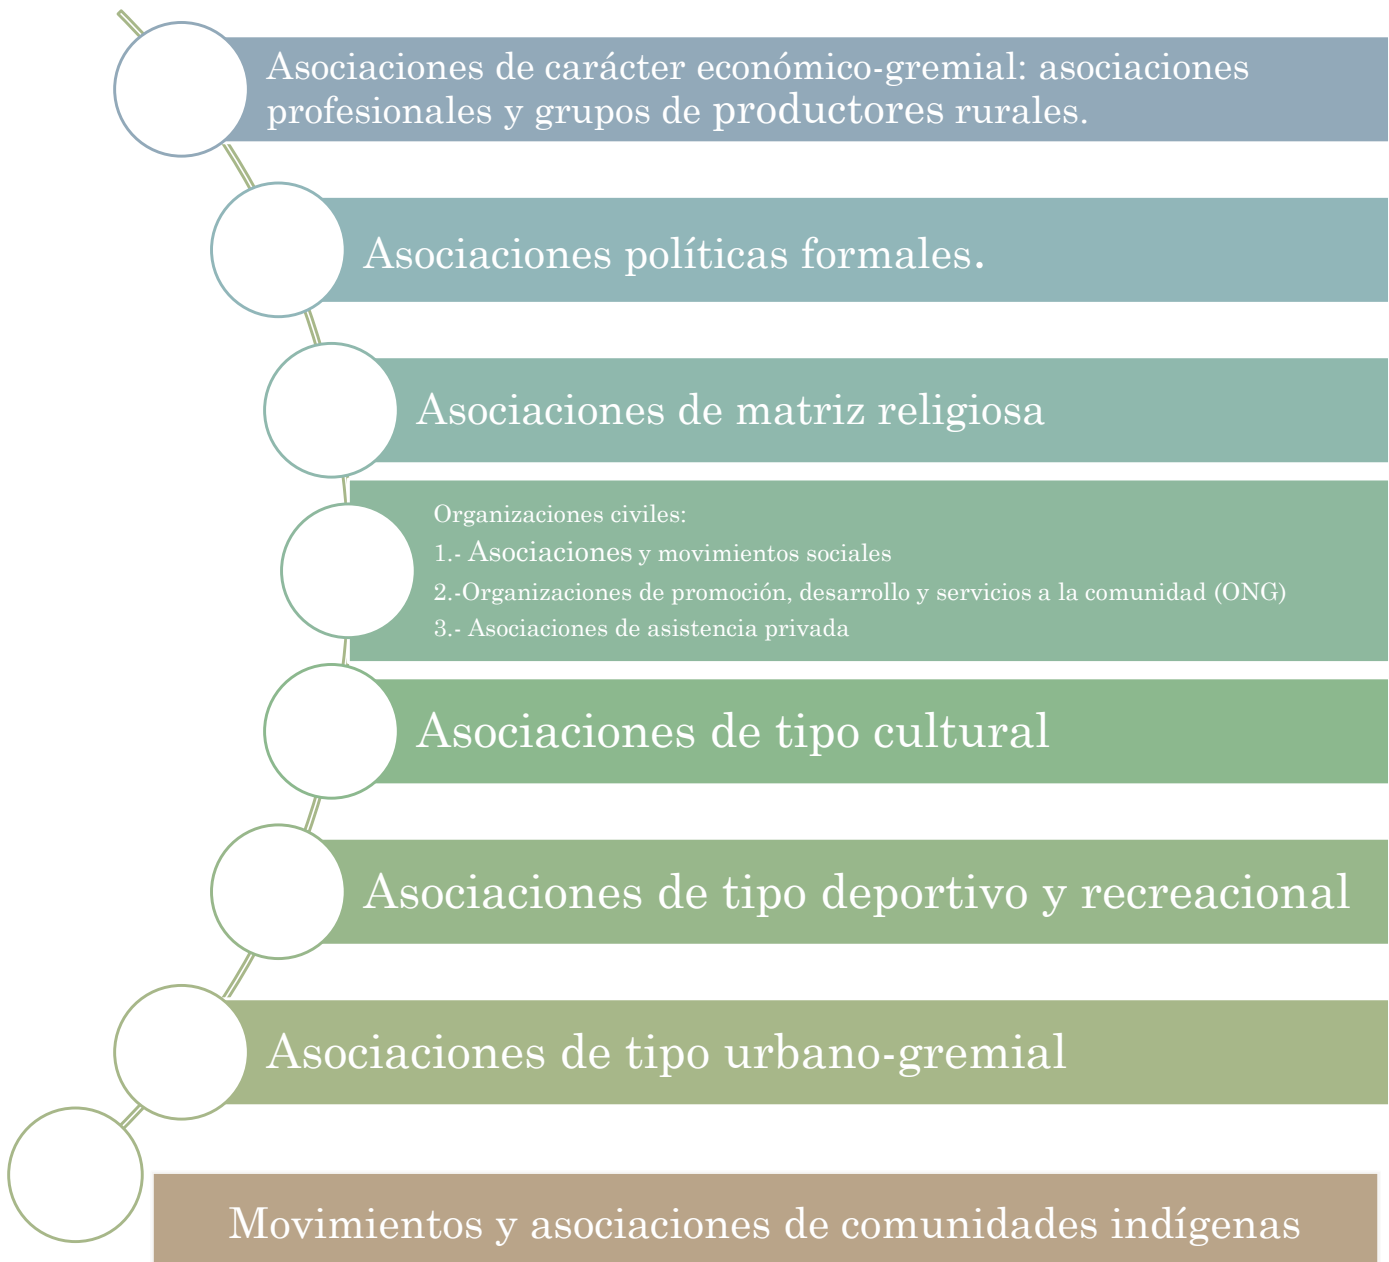 Asociaciones de carácter económico-gremial: asociaciones
profesionales y grupos de productores rurales.
Asociaciones políticas formales.
Asociaciones de matriz religiosa
Organizaciones civiles:
1.- Asociaciones y movimientos sociales
2.-Organizaciones de promoción, desarrollo y servicios a la comunidad (ONG)
3.- Asociaciones de asistencia privada
Asociaciones de tipo cultural
Asociaciones de tipo deportivo y recreacional
Asociaciones de tipo urbano-gremial
Movimientos y asociaciones de comunidades indígenas